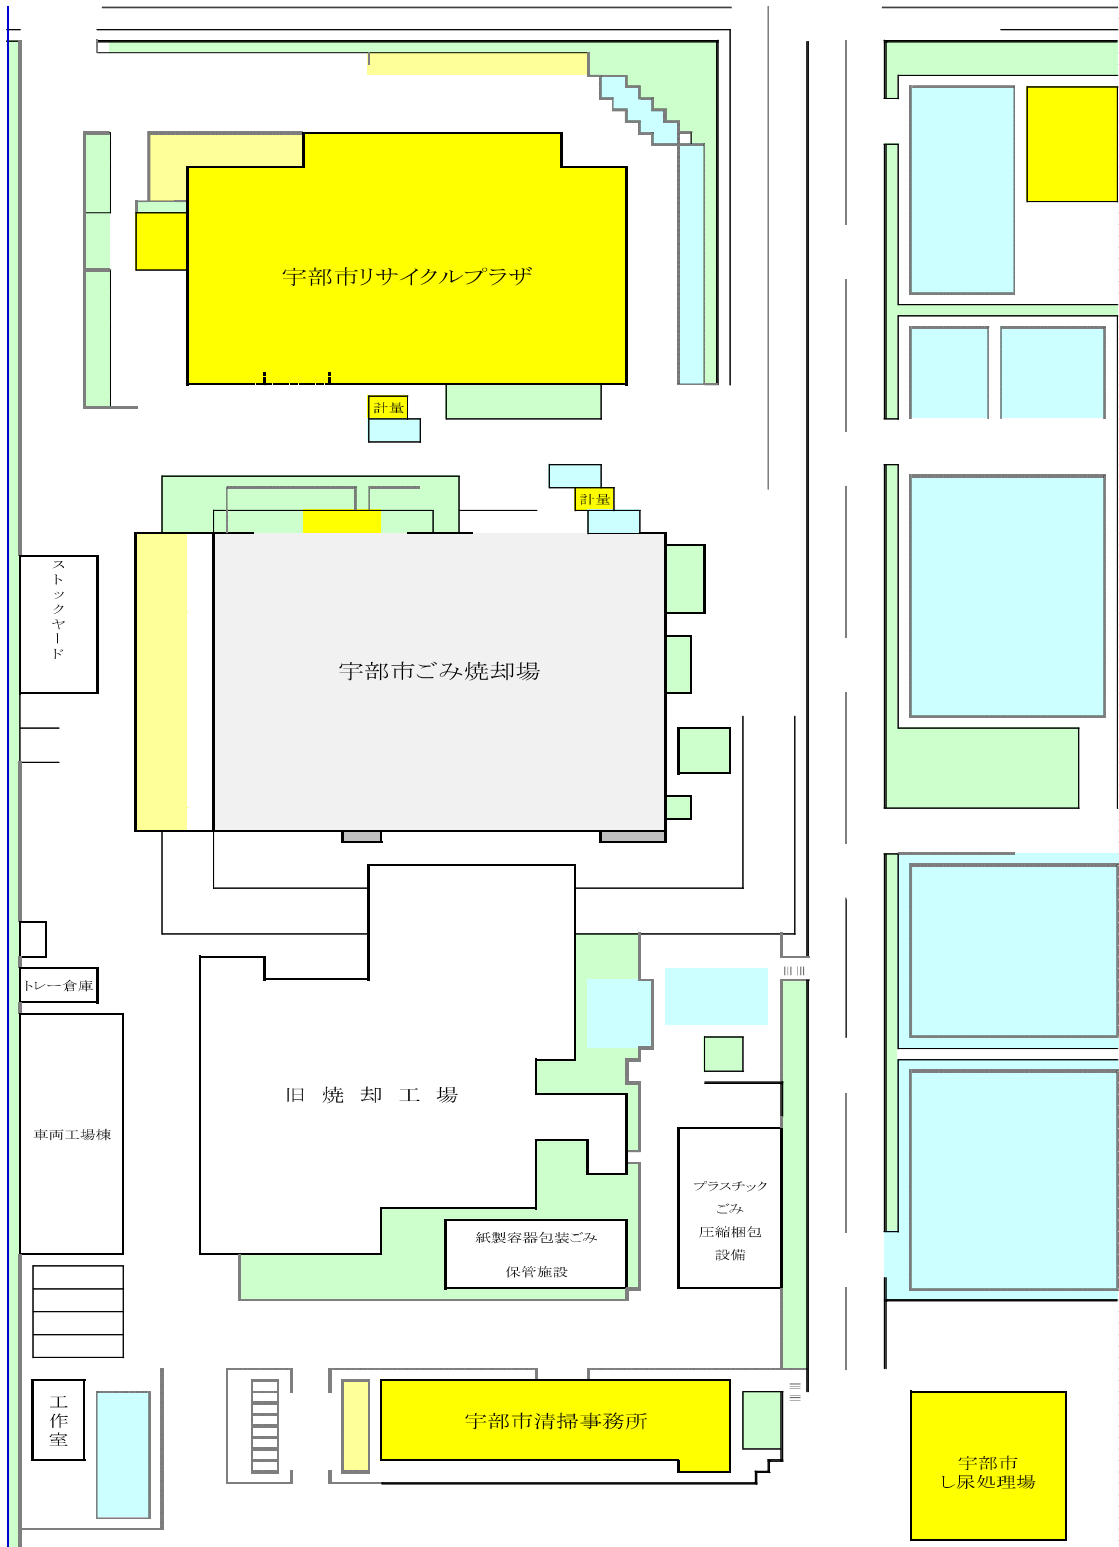 宇部市リサイクルプラザ
計量
計量
ストックヤード
宇部市ごみ焼却場
トレー倉庫
旧焼却工場
車両工場棟
プラスチック
ごみ
圧縮梱包
設備
紙製容器包装ごみ
保管施設
工作室
宇部市清掃事務所
宇部市
し尿処理場